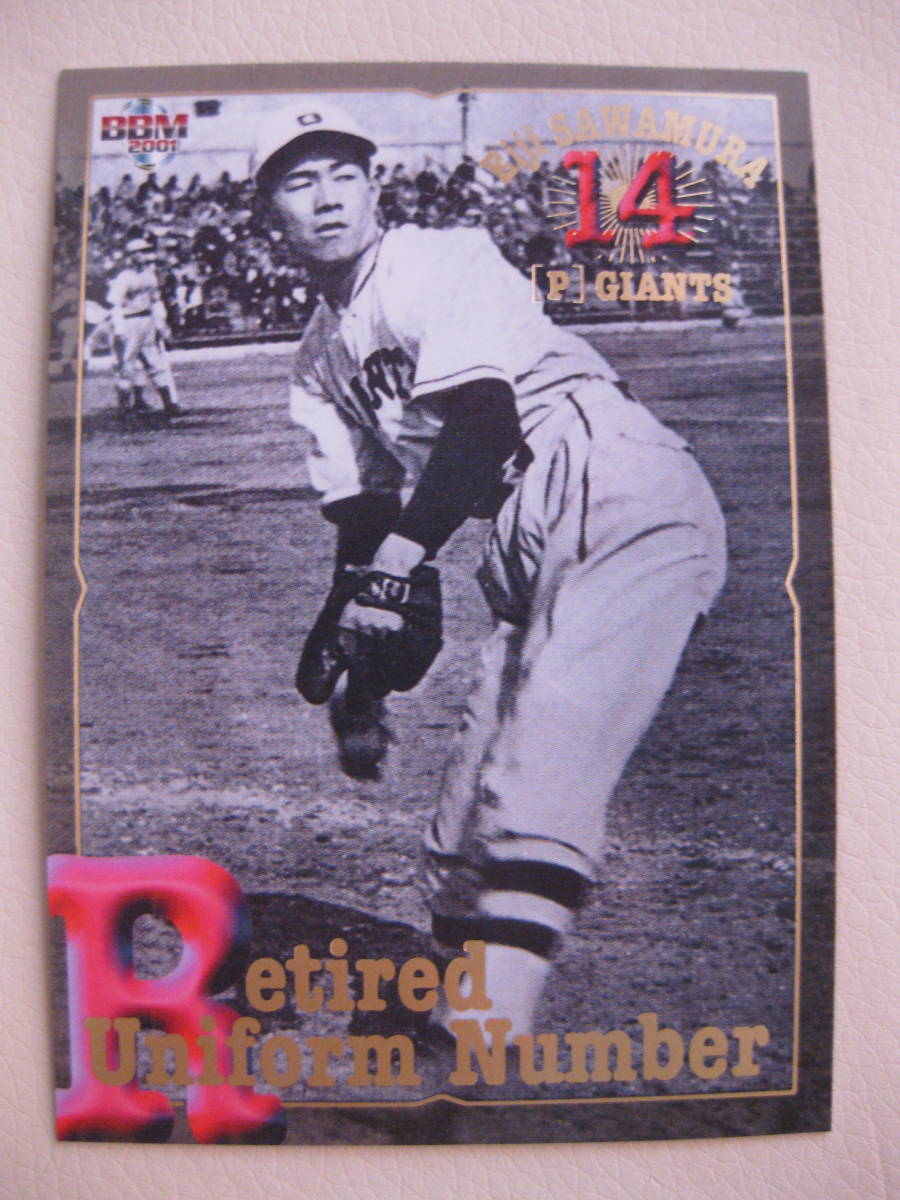 BBM
2001
EIJI SAWAMURA
14
[P] GIANTS
G
Retired
Uniform Number